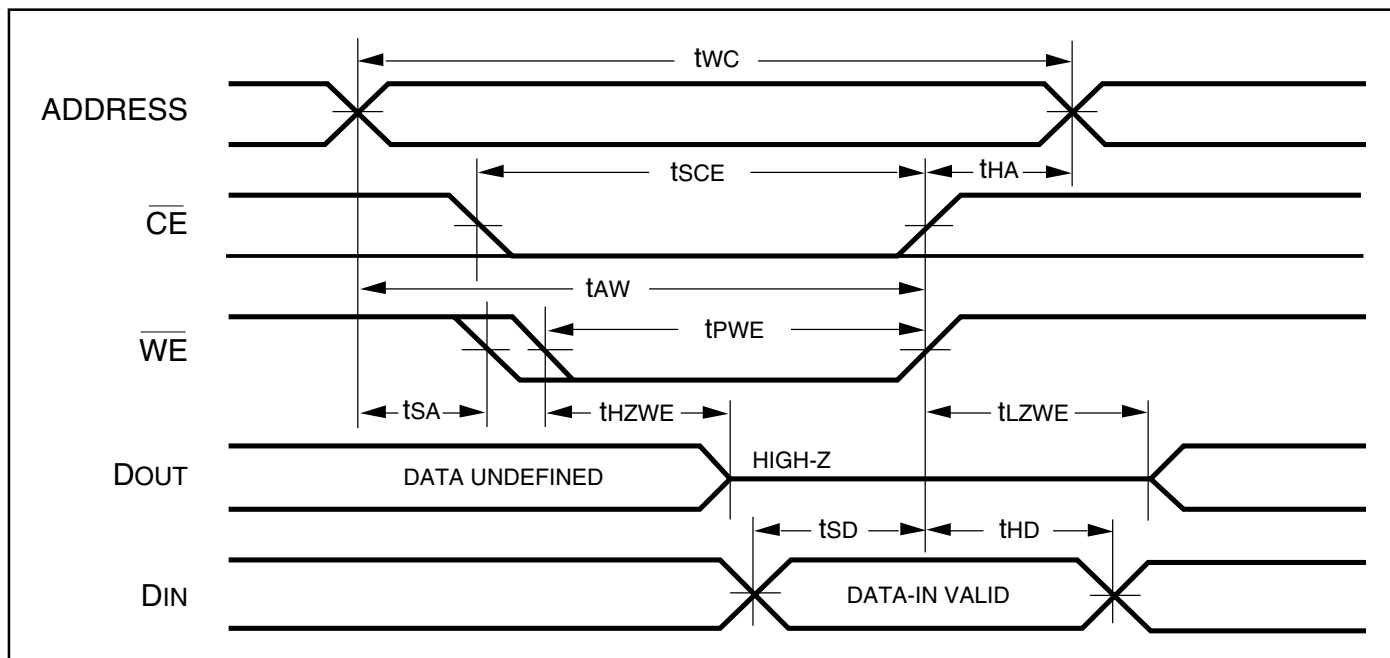 tWC
ADDRESS
tSCE
tHA
CE
tAW
tPWE
WE
tSA
tHZWE
tLZWE
DOUT
DATA UNDEFINED
HIGH-Z
tSD
tHD
DIN
DATA-IN VALID